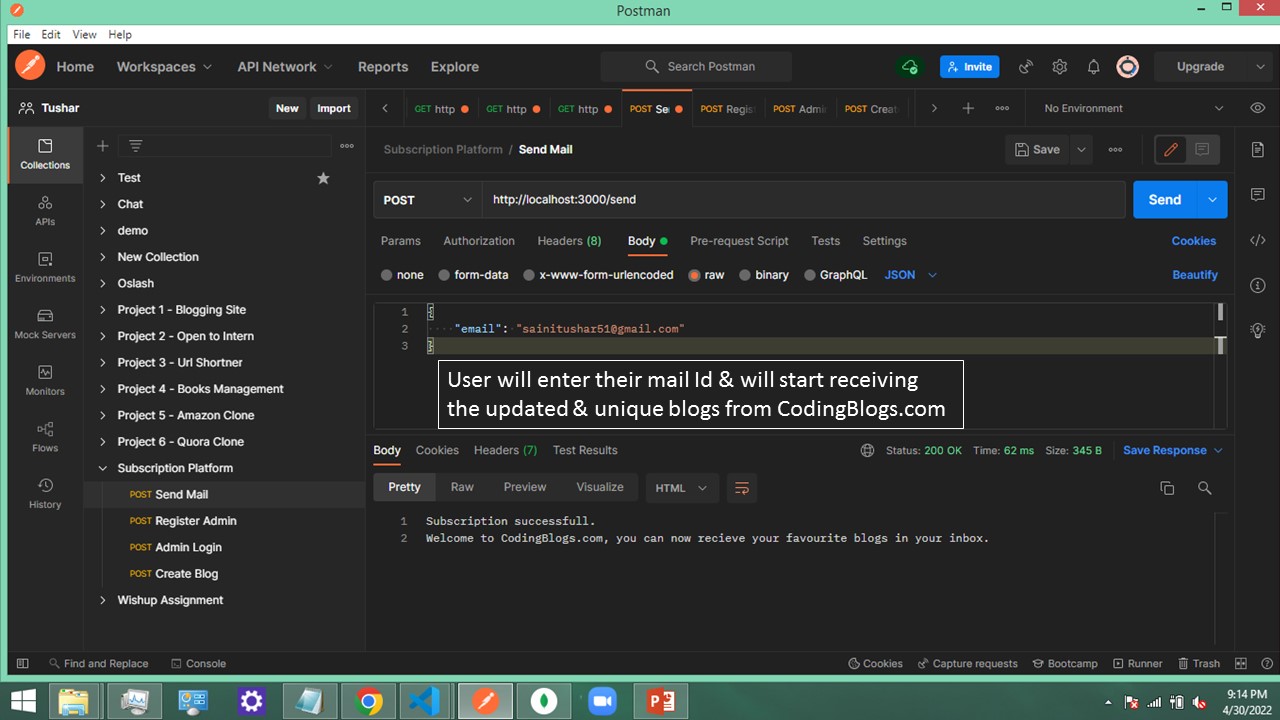 Postman
File Edit View Help
Home Workspaces API Network Reports Explore Search Postman Invite Upgrade
Tushar New Import GET http GET http GET http POST Se POST Regis POST Admi POST Creat No Environment
Subscription Platform / Send Mail Save
Collections
APIs
Environments
Mock Servers
Monitors
Flows
History
Test
Chat
demo
New Collection
Oslash
Project 1 - Blogging Site
Project 2 - Open to Intern
Project 3 - Url Shortner
Project 4 - Books Management
Project 5 - Amazon Clone
Project 6 - Quora Clone
Subscription Platform
POST Send Mail
POST Register Admin
POST Admin Login
POST Create Blog
Wishup Assignment
POST http://localhost:3000/send Send
Params Authorization Headers (8) Body Pre-request Script Tests Settings Cookies
none form-data x-www-form-urlencoded raw binary GraphQL JSON Beautify
1 {
2 "email": "sainitushar61@gmail.com"
3 }
User will enter their mail Id & will start receiving
the updated & unique blogs from CodingBlogs.com
Body Cookies Headers (7) Test Results Status: 200 OK Time: 62 ms Size: 345 B Save Response
Pretty Raw Preview Visualize HTML
1 Subscription successfull.
2 Welcome to CodingBlogs.com, you can now recieve your favourite blogs in your inbox.
Find and Replace Console Cookies Capture requests Bootcamp Runner Trash
9:14 PM
4/30/2022